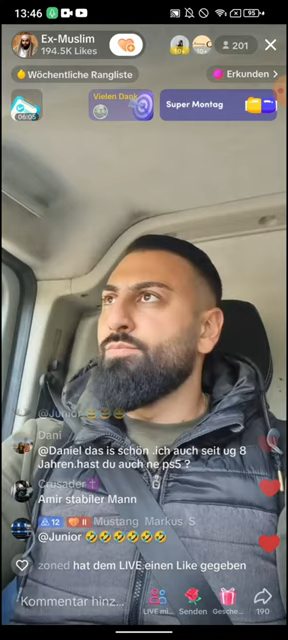 13:46
95
Ex-Muslim
194.5K Likes
201
Wöchentliche Rangliste
Erkunden >
06:05
Vielen Dank
Super Montag
@Junior 😂😂😂
Dani
@Daniel das is schön .ich auch seit ug 8
Jahren.hast du auch ne ps5 ?
Crusader
Amir stabiler Mann
12 II Mustang Markus S
@Junior 🤣🤣🤣🤣🤣🤣
zoned hat dem LIVE einen Like gegeben
Kommentar hinz...
LIVE mi...
Senden
Gesche...
190